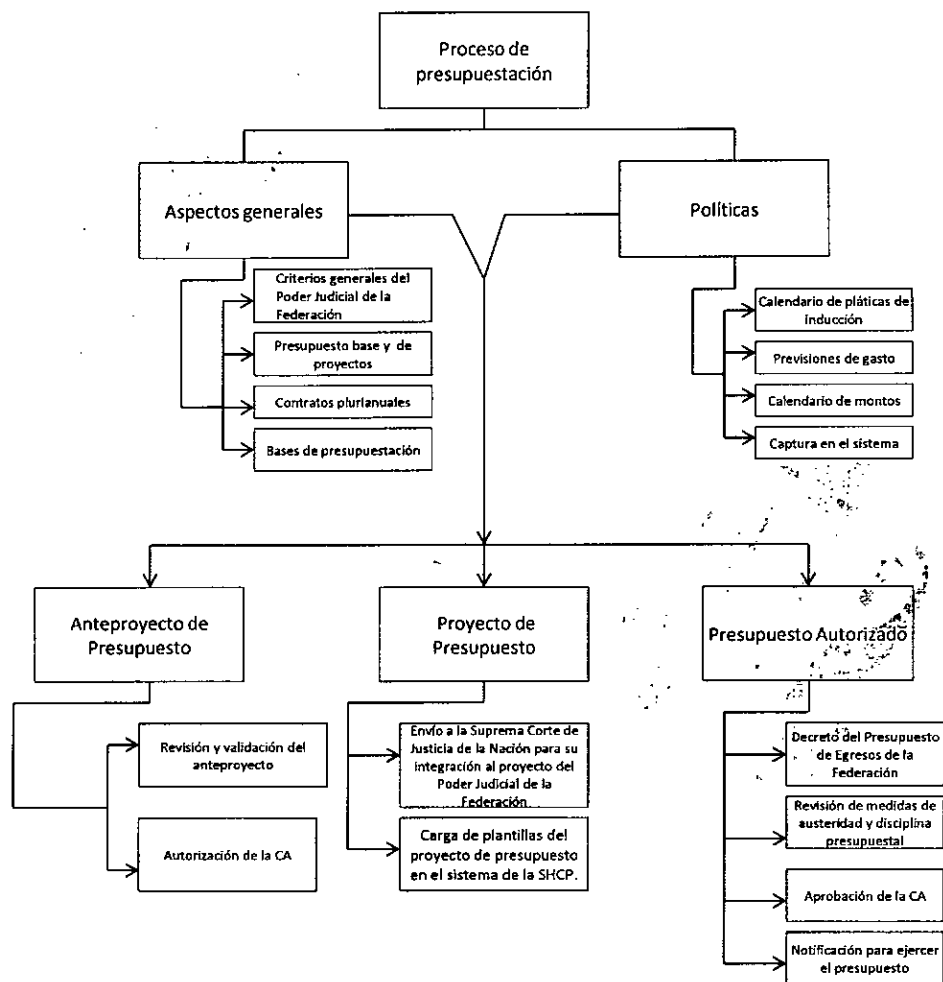 Proceso de
presupuestación
Aspectos generales
Políticas
Criterios generales del
Poder Judicial de la
Federación
Presupuesto base y de
proyectos
Contratos plurianuales
Bases de presupuestación
Calendario de pláticas de
inducción
Previsiones de gasto
Calendario de montos
Captura en el sistema
Anteproyecto de
Presupuesto
Proyecto de
Presupuesto
Presupuesto Autorizado
Revisión y validación del
anteproyecto
Autorización de la CA
Envío a la Suprema Corte de
Justicia de la Nación para su
integración al proyecto del
Poder Judicial de la
Federación
Carga de plantillas del
proyecto de presupuesto
en el sistema de la SHCP.
Decreto del Presupuesto
de Egresos de la
Federación
Revisión de medidas de
austeridad y disciplina
presupuestal
Aprobación de la CA
Notificación para ejercer
el presupuesto